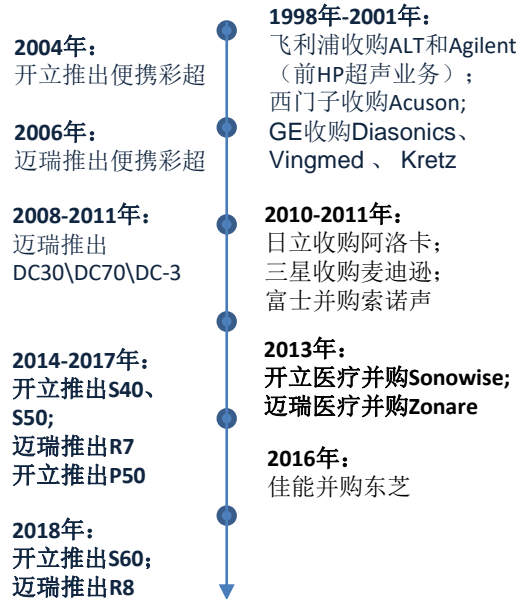 2004年：
开立推出便携彩超
2006年：
迈瑞推出便携彩超
2008-2011年：
迈瑞推出
DC30\DC70\DC-3
2014-2017年：
开立推出S40、
S50;
迈瑞推出R7
开立推出P50
2018年：
开立推出S60；
迈瑞推出R8
1998年-2001年：
飞利浦收购ALT和Agilent
（前HP超声业务）；
西门子收购Acuson;
GE收购Diasonics、
Vingmed 、 Kretz
2010-2011年：
日立收购阿洛卡；
三星收购麦迪逊；
富士并购索诺声
2013年：
开立医疗并购Sonowise;
迈瑞医疗并购Zonare
2016年：
佳能并购东芝